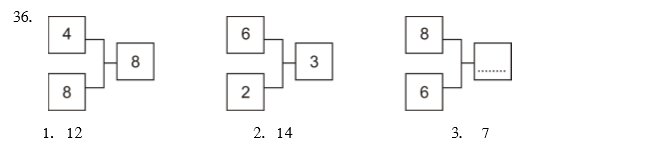 36.
4 6 8
8 3 ........
8 2 6
1. 12 2. 14 3. 7